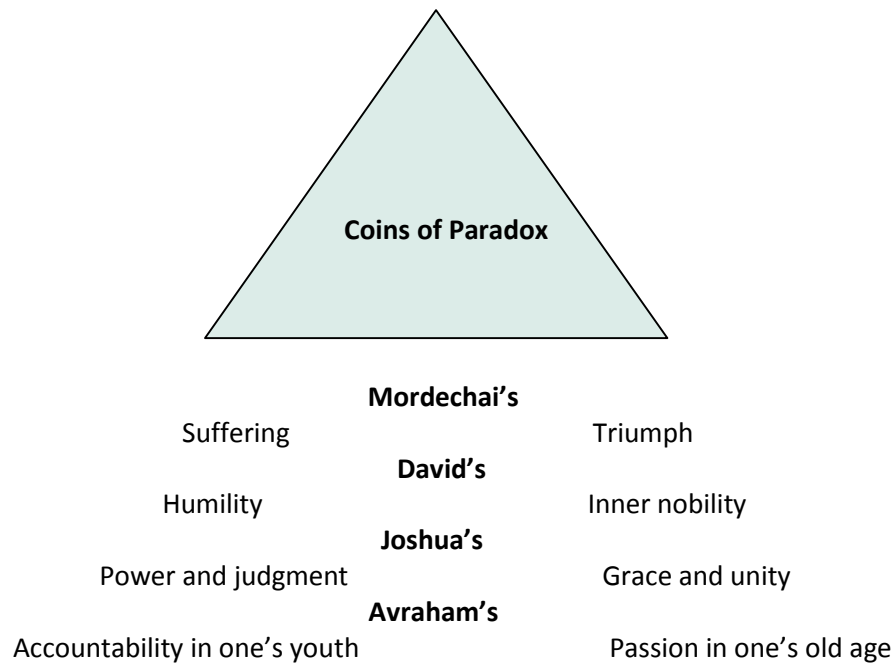 Coins of Paradox
Mordechai’s
Suffering Triumph
David’s
Humility Inner nobility
Joshua’s
Power and judgment Grace and unity
Avraham’s
Accountability in one’s youth Passion in one’s old age